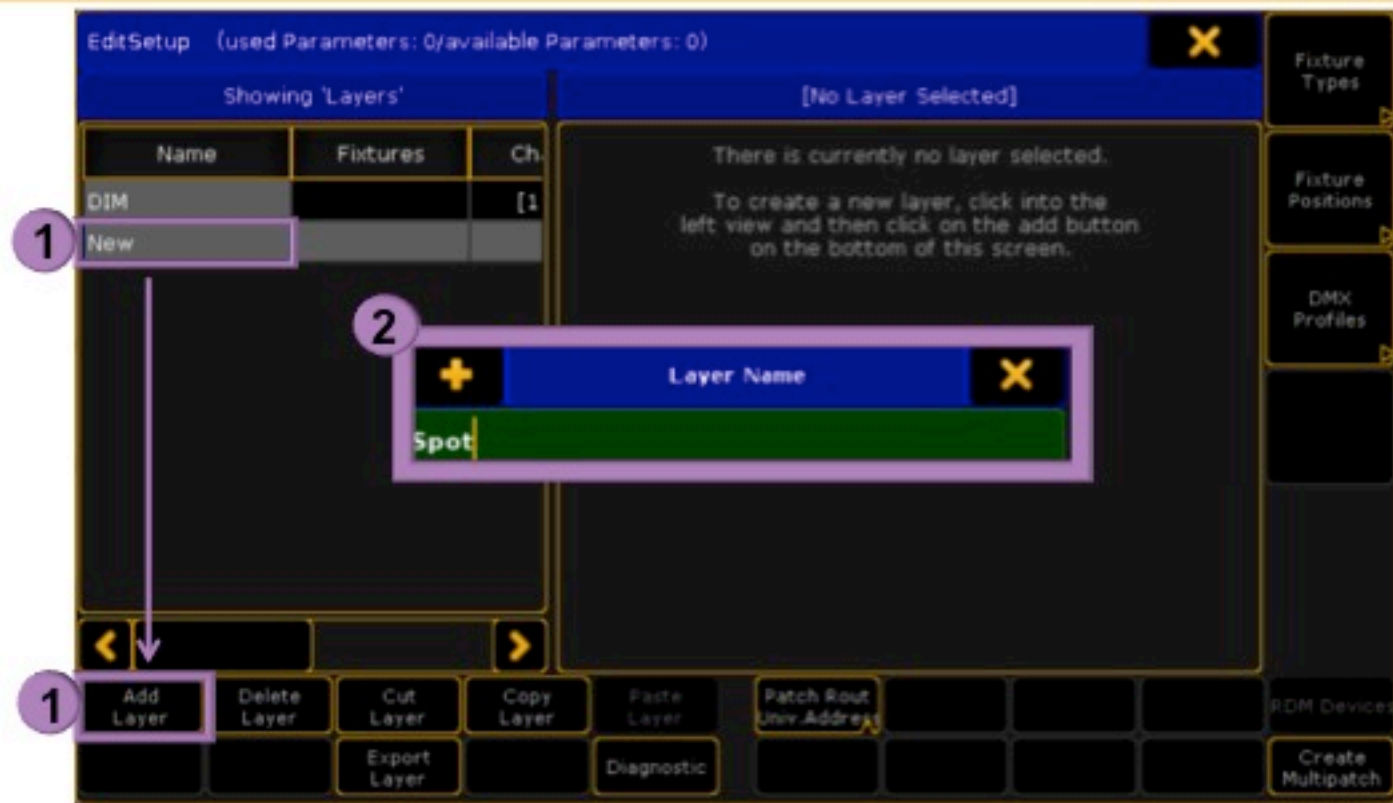 EditSetup (used Parameters: 0/available Parameters: 0)
Showing 'Layers'
[No Layer Selected]
Name Fixtures Ch
DIM [1
1
New
There is currently no layer selected.
To create a new layer, click into the
left view and then click on the add button
on the bottom of this screen.
2
Layer Name
Spot
Fixture
Types
Fixture
Positions
DMX
Profiles
1
Add
Layer
Delete
Layer
Cut
Layer
Copy
Layer
Paste
Layer
Patch Rout
Univ.Address
RDM Devices
Export
Layer
Diagnostic
Create
Multipatch